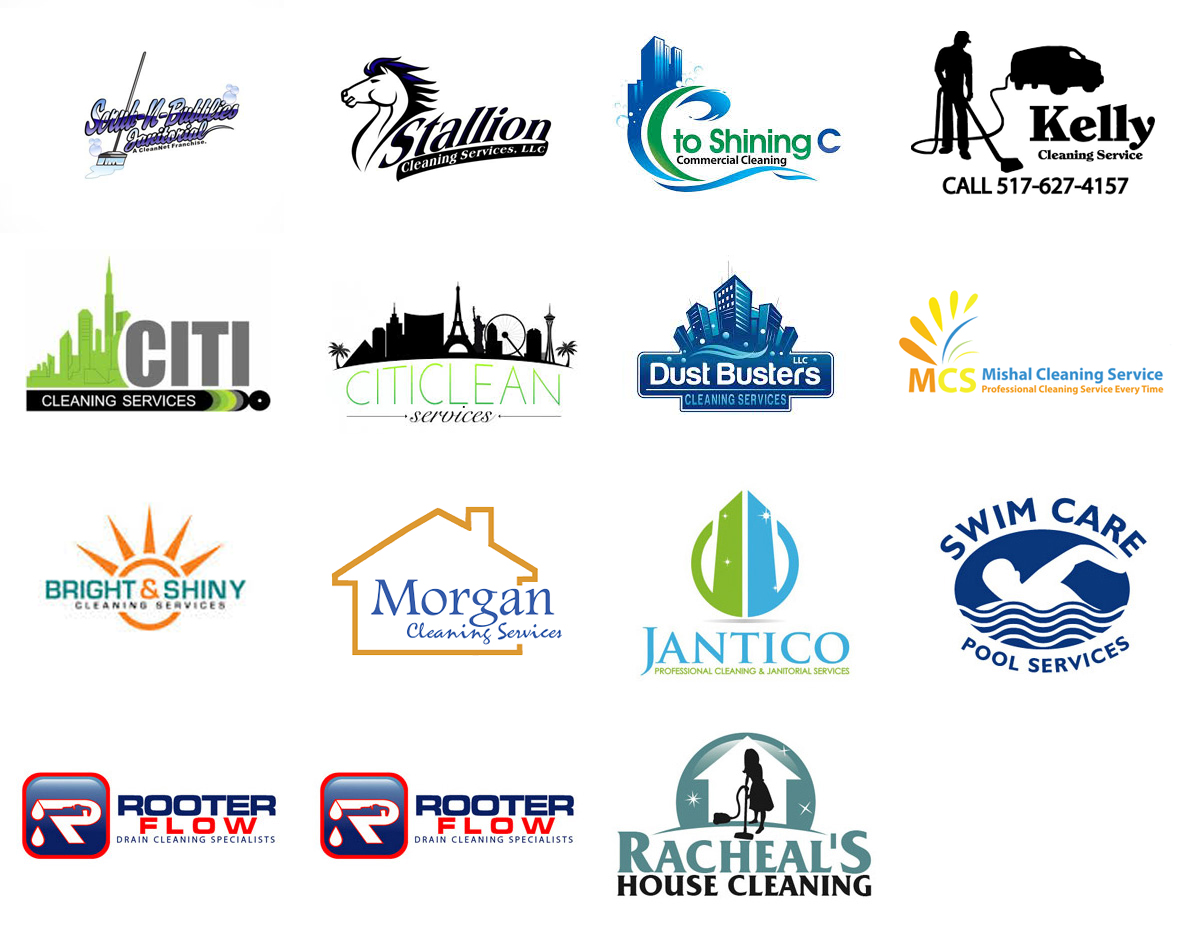 Scrub-N-Bubbles
Janitorial
A CleanNet Franchise.
Stallion
Cleaning Services, LLC
C to Shining C
Commercial Cleaning
Kelly
Cleaning Service
CALL 517-627-4157
CITI
CLEANING SERVICES
CITICLEAN
services
LLC
Dust Busters
CLEANING SERVICES
MCS Mishal Cleaning Service
Professional Cleaning Service Every Time
BRIGHT & SHINY
CLEANING SERVICES
Morgan
Cleaning Services
JANTICO
PROFESSIONAL CLEANING & JANITORIAL SERVICES
SWIM CARE
POOL SERVICES
R ROOTER
FLOW
DRAIN CLEANING SPECIALISTS
R ROOTER
FLOW
DRAIN CLEANING SPECIALISTS
RACHEAL'S
HOUSE CLEANING